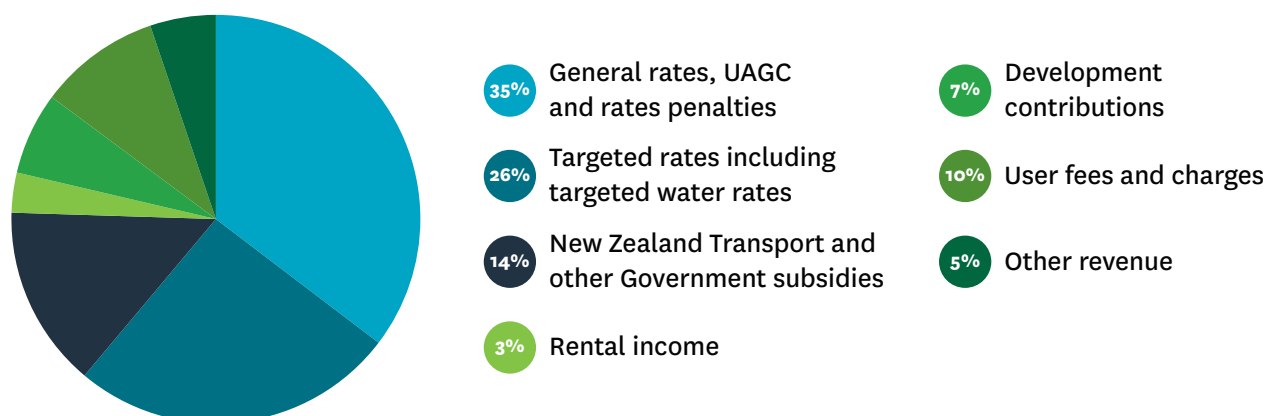 35% General rates, UAGC
and rates penalties
26% Targeted rates including
targeted water rates
14% New Zealand Transport and
other Government subsidies
3% Rental income
7% Development
contributions
10% User fees and charges
5% Other revenue